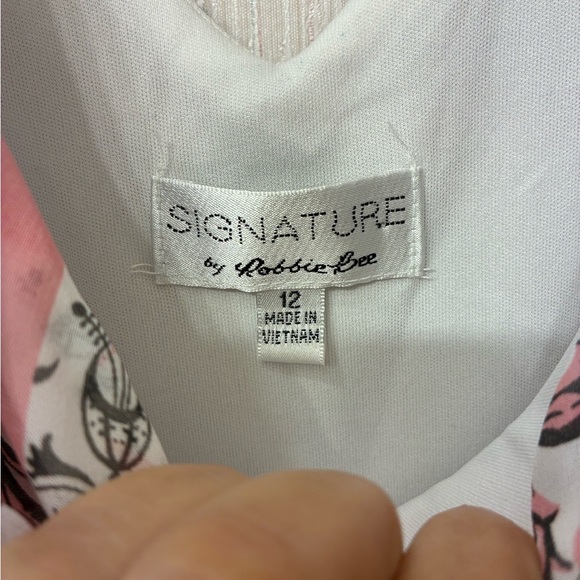 SIGNATURE
by Robbie Bee
12
MADE IN
VIETNAM